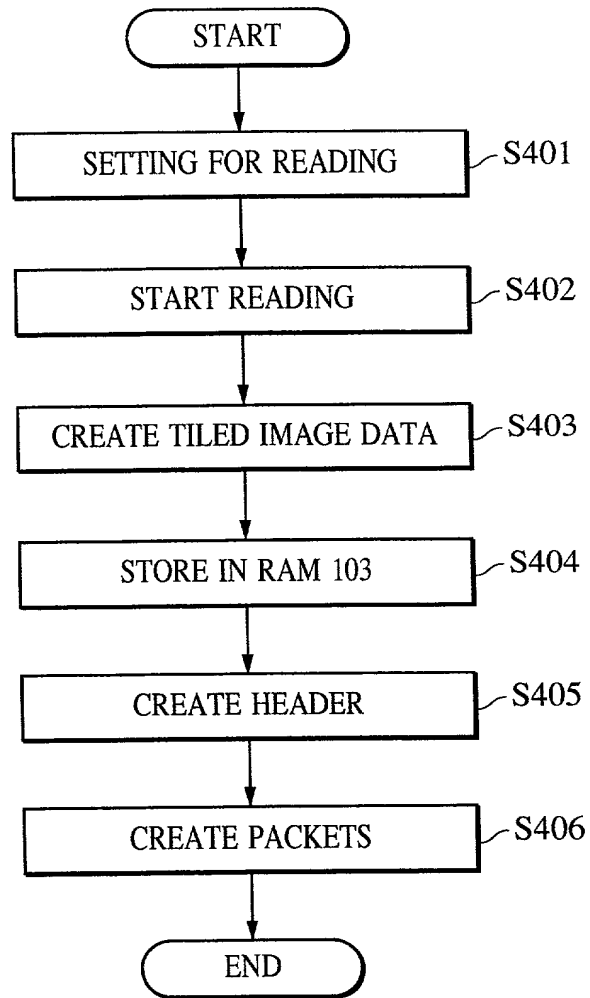 START
SETTING FOR READING S401
START READING S402
CREATE TILED IMAGE DATA S403
STORE IN RAM 103 S404
CREATE HEADER S405
CREATE PACKETS S406
END